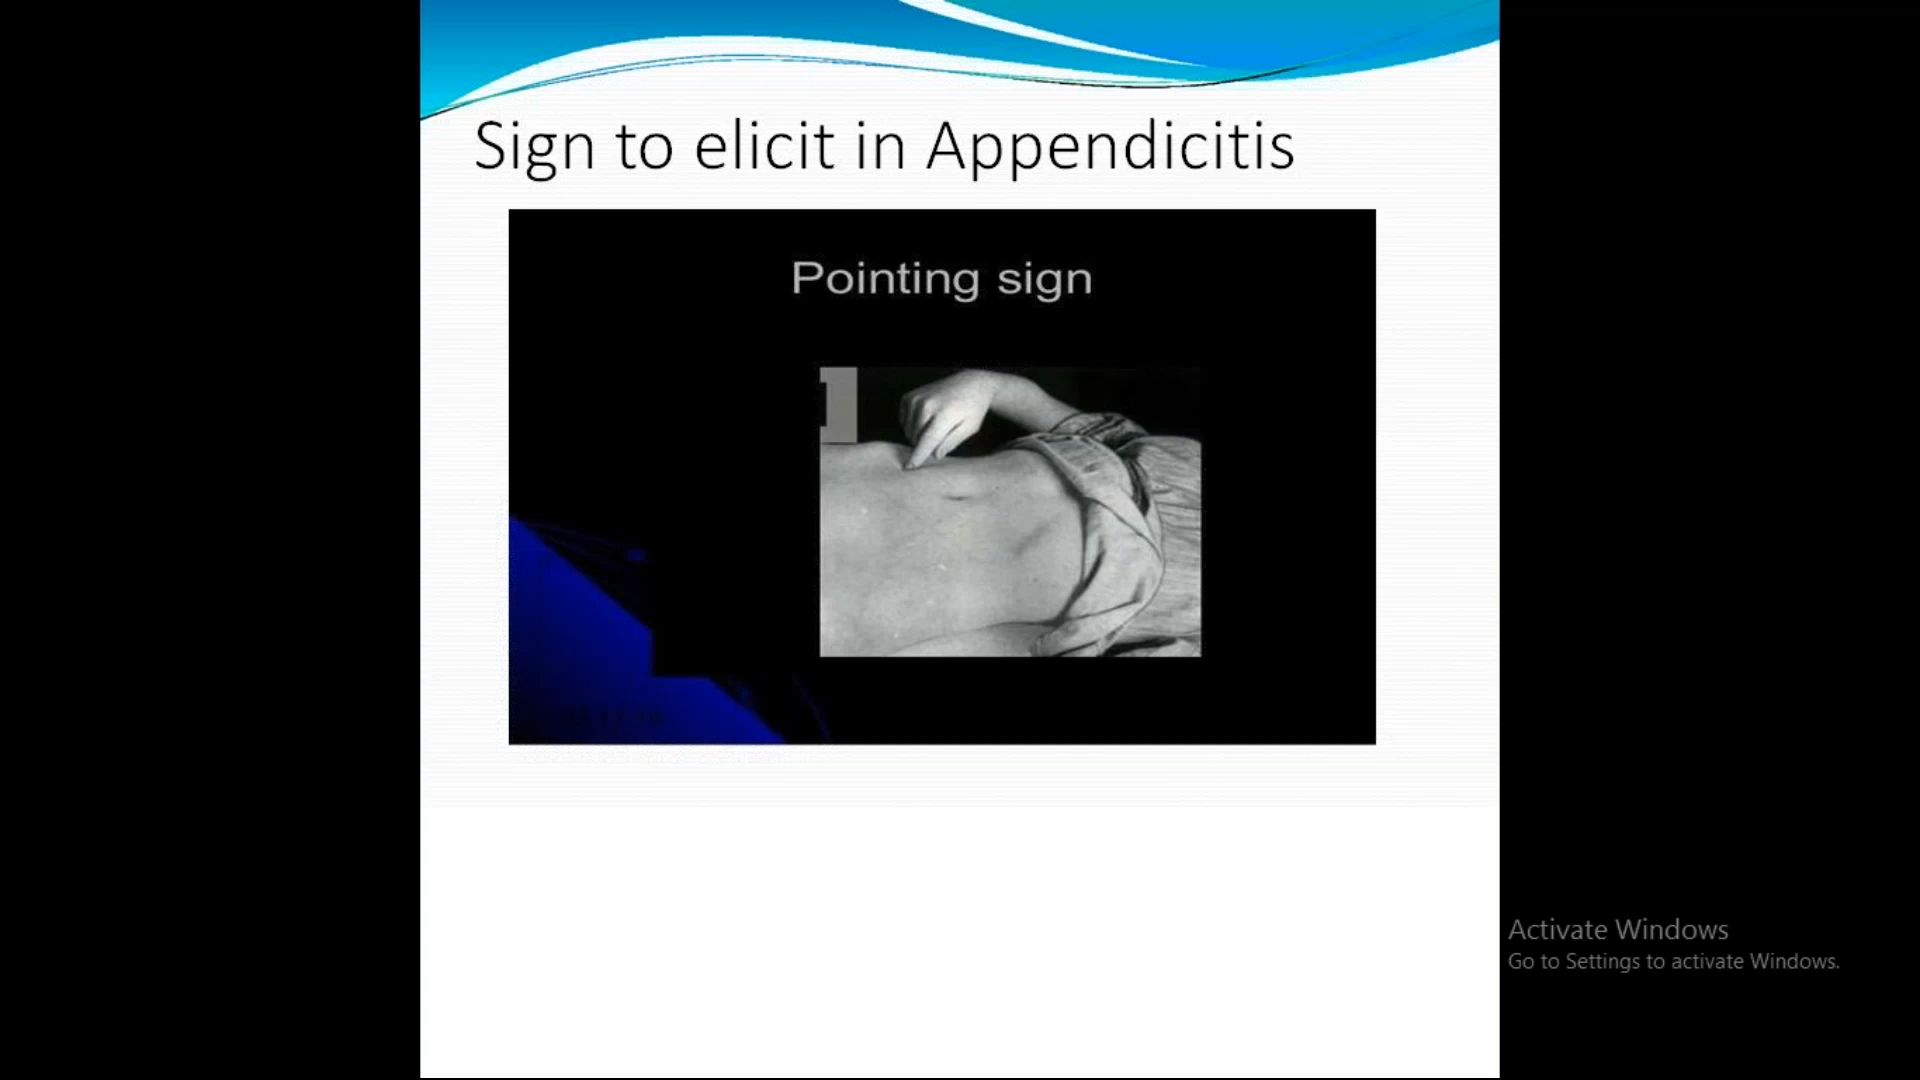 Sign to elicit in Appendicitis
Pointing sign
Activate Windows
Go to Settings to activate Windows.